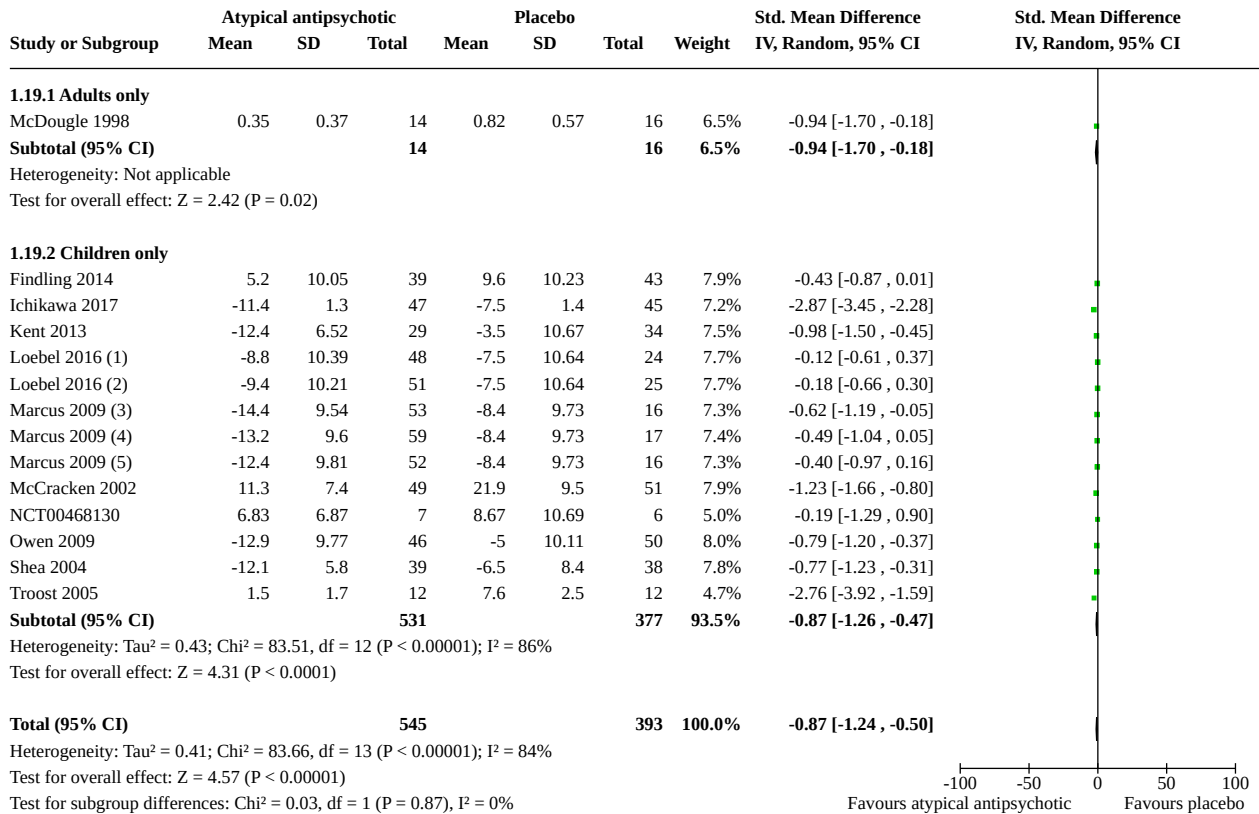 Atypical antipsychotic Placebo Std. Mean Difference Std. Mean Difference
Study or Subgroup Mean SD Total Mean SD Total Weight IV, Random, 95% CI IV, Random, 95% CI
1.19.1 Adults only
McDougle 1998 0.35 0.37 14 0.82 0.57 16 6.5% -0.94 [-1.70 , -0.18]
Subtotal (95% CI) 14 16 6.5% -0.94 [-1.70 , -0.18]
Heterogeneity: Not applicable
Test for overall effect: Z = 2.42 (P = 0.02)
1.19.2 Children only
Findling 2014 5.2 10.05 39 9.6 10.23 43 7.9% -0.43 [-0.87 , 0.01]
Ichikawa 2017 -11.4 1.3 47 -7.5 1.4 45 7.2% -2.87 [-3.45 , -2.28]
Kent 2013 -12.4 6.52 29 -3.5 10.67 34 7.5% -0.98 [-1.50 , -0.45]
Loebel 2016 (1) -8.8 10.39 48 -7.5 10.64 24 7.7% -0.12 [-0.61 , 0.37]
Loebel 2016 (2) -9.4 10.21 51 -7.5 10.64 25 7.7% -0.18 [-0.66 , 0.30]
Marcus 2009 (3) -14.4 9.54 53 -8.4 9.73 16 7.3% -0.62 [-1.19 , -0.05]
Marcus 2009 (4) -13.2 9.6 59 -8.4 9.73 17 7.4% -0.49 [-1.04 , 0.05]
Marcus 2009 (5) -12.4 9.81 52 -8.4 9.73 16 7.3% -0.40 [-0.97 , 0.16]
McCracken 2002 11.3 7.4 49 21.9 9.5 51 7.9% -1.23 [-1.66 , -0.80]
NCT00468130 6.83 6.87 7 8.67 10.69 6 5.0% -0.19 [-1.29 , 0.90]
Owen 2009 -12.9 9.77 46 -5 10.11 50 8.0% -0.79 [-1.20 , -0.37]
Shea 2004 -12.1 5.8 39 -6.5 8.4 38 7.8% -0.77 [-1.23 , -0.31]
Troost 2005 1.5 1.7 12 7.6 2.5 12 4.7% -2.76 [-3.92 , -1.59]
Subtotal (95% CI) 531 377 93.5% -0.87 [-1.26 , -0.47]
Heterogeneity: Tau² = 0.43; Chi² = 83.51, df = 12 (P < 0.00001); I² = 86%
Test for overall effect: Z = 4.31 (P < 0.0001)
Total (95% CI) 545 393 100.0% -0.87 [-1.24 , -0.50]
Heterogeneity: Tau² = 0.41; Chi² = 83.66, df = 13 (P < 0.00001); I² = 84%
Test for overall effect: Z = 4.57 (P < 0.00001)
-100 -50 0 50 100
Test for subgroup differences: Chi² = 0.03, df = 1 (P = 0.87), I² = 0% Favours atypical antipsychotic Favours placebo